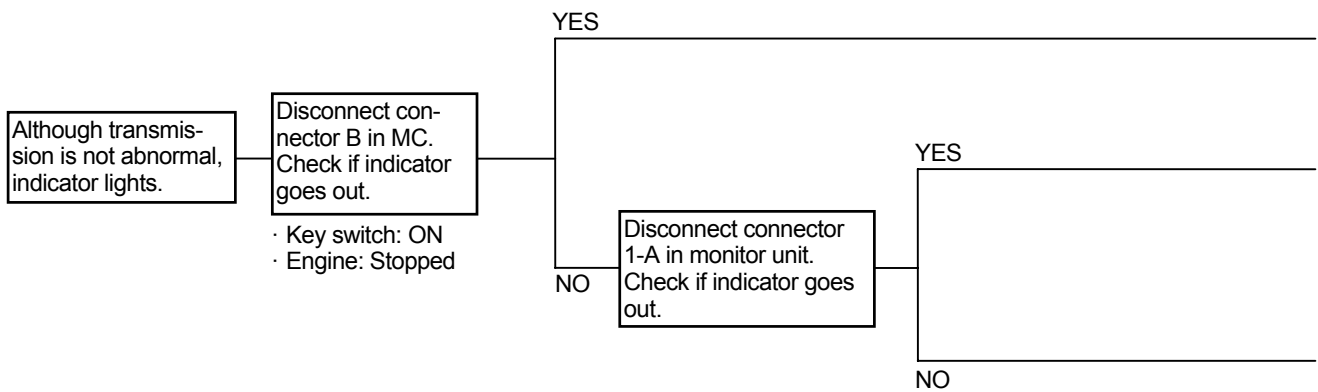 YES
Although transmis-
sion is not abnormal,
indicator lights.
Disconnect con-
nector B in MC.
Check if indicator
goes out.
· Key switch: ON
· Engine: Stopped
YES
NO
Disconnect connector
1-A in monitor unit.
Check if indicator goes
out.
NO